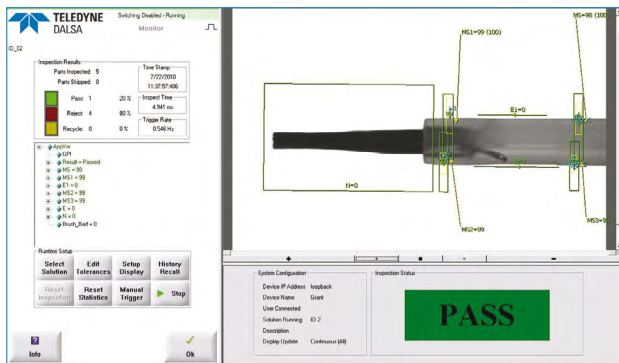 TELEDYNE
DALSA
Switching Disabled - Running
Monitor
ID_02
Inspection Results
Parts Inspected: 5
Parts Skipped: 0
Pass: 1 20 %
Reject: 4 80 %
Recycle: 0 0 %
Time Stamp
7/22/2010
11:37:57:406
Inspect Time
4.941 ms
Trigger Rate
0.546 Hz
AppVar
GPI
Result = Passed
MS = 98
MS1 = 99
E1 = 0
MS2 = 99
MS3 = 99
E = 0
N = 0
Brush_Bad = 0
Runtime Setup
Select Solution
Edit Tolerances
Setup Display
History Recall
Reset Inspection
Reset Statistics
Manual Trigger
Stop
Info
Ok
MS1=99 (100)
MS=98 (100)
E1=0
N=0
MS2=99
MS3=99
System Configuration
Device IP Address loopback
Device Name Grant
User Connected
Solution Running ID 2
Description
Display Update Continuous (All)
Inspection Status
PASS